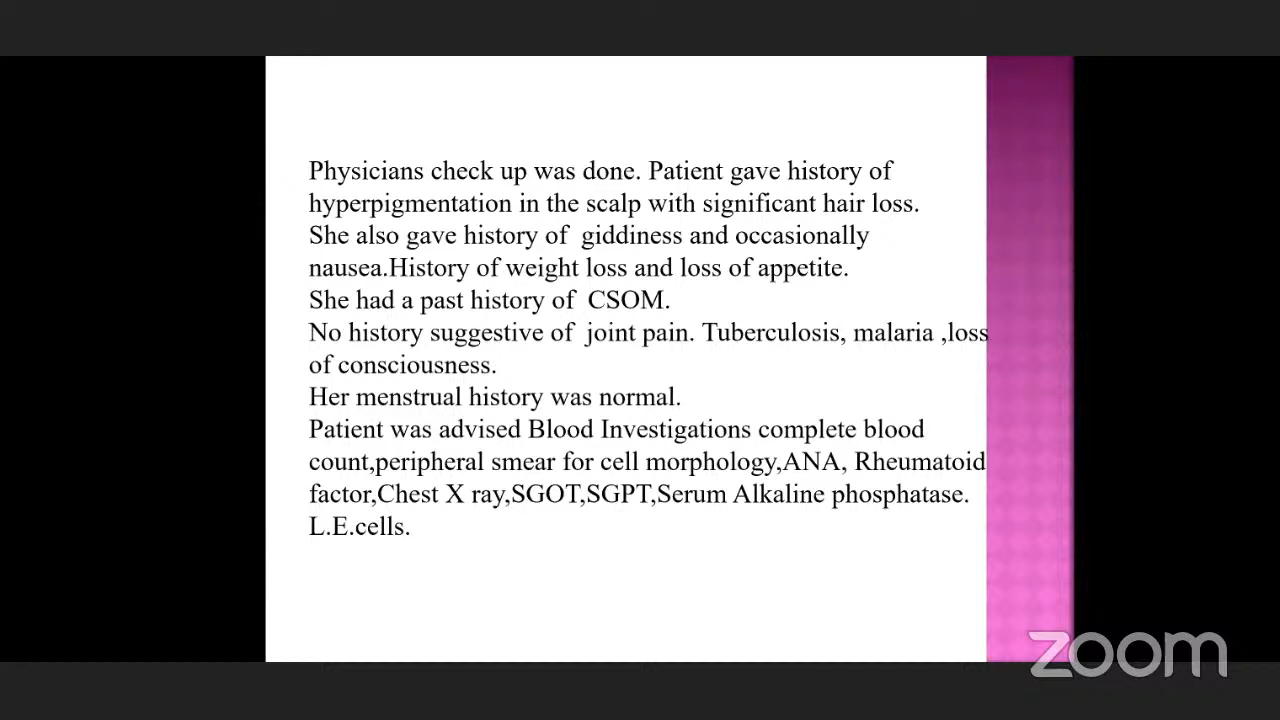 Physicians check up was done. Patient gave history of
hyperpigmentation in the scalp with significant hair loss.
She also gave history of  giddiness and occasionally
nausea.History of weight loss and loss of appetite.
She had a past history of  CSOM.
No history suggestive of  joint pain. Tuberculosis, malaria ,loss
of consciousness.
Her menstrual history was normal.
Patient was advised Blood Investigations complete blood
count,peripheral smear for cell morphology,ANA, Rheumatoid
factor,Chest X ray,SGOT,SGPT,Serum Alkaline phosphatase.
L.E.cells.
zoom